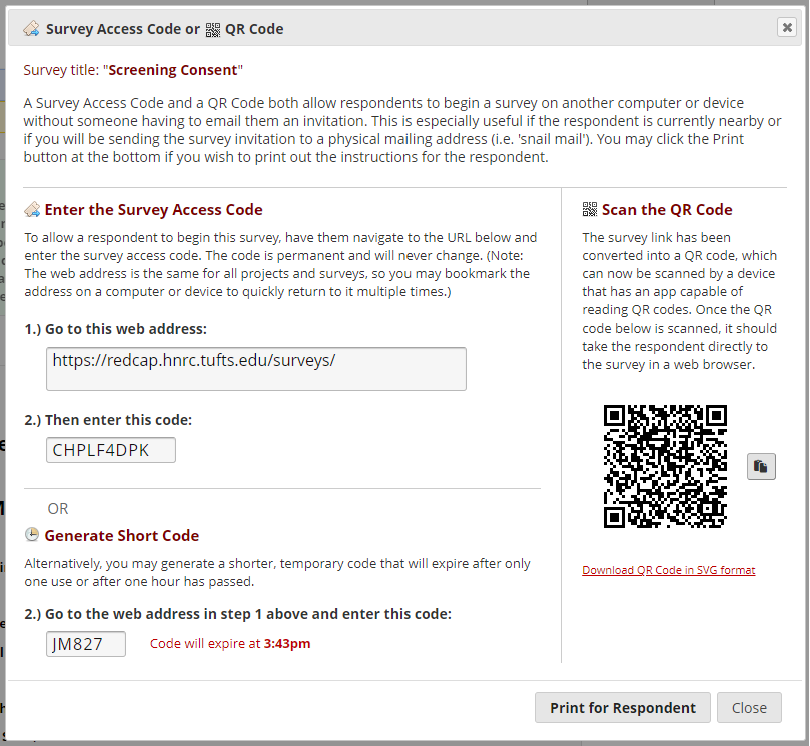 Survey Access Code or QR Code
Survey title: "Screening Consent"
A Survey Access Code and a QR Code both allow respondents to begin a survey on another computer or device
without someone having to email them an invitation. This is especially useful if the respondent is currently nearby or
if you will be sending the survey invitation to a physical mailing address (i.e. 'snail mail'). You may click the Print
button at the bottom if you wish to print out the instructions for the respondent.
Enter the Survey Access Code
To allow a respondent to begin this survey, have them navigate to the URL below and
enter the survey access code. The code is permanent and will never change. (Note:
The web address is the same for all projects and surveys, so you may bookmark the
address on a computer or device to quickly return to it multiple times.)
1.) Go to this web address:
https://redcap.hnrc.tufts.edu/surveys/
2.) Then enter this code:
CHPLF4DPK
OR
Generate Short Code
Alternatively, you may generate a shorter, temporary code that will expire after only
one use or after one hour has passed.
2.) Go to the web address in step 1 above and enter this code:
JM827
Code will expire at 3:43pm
Scan the QR Code
The survey link has been
converted into a QR code, which
can now be scanned by a device
that has an app capable of
reading QR codes. Once the QR
code below is scanned, it should
take the respondent directly to
the survey in a web browser.
Download QR Code in SVG format
Print for Respondent
Close